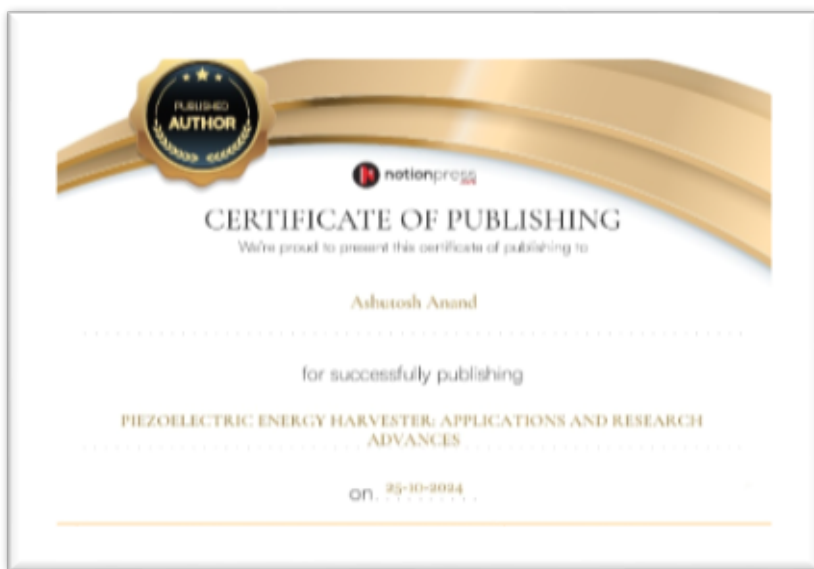 PUBLISHED
AUTHOR
notionpress
CERTIFICATE OF PUBLISHING
We're proud to present this certificate of publishing to
Ashutosh Anand
for successfully publishing
PIEZOELECTRIC ENERGY HARVESTER: APPLICATIONS AND RESEARCH
ADVANCES
on 25-10-2024